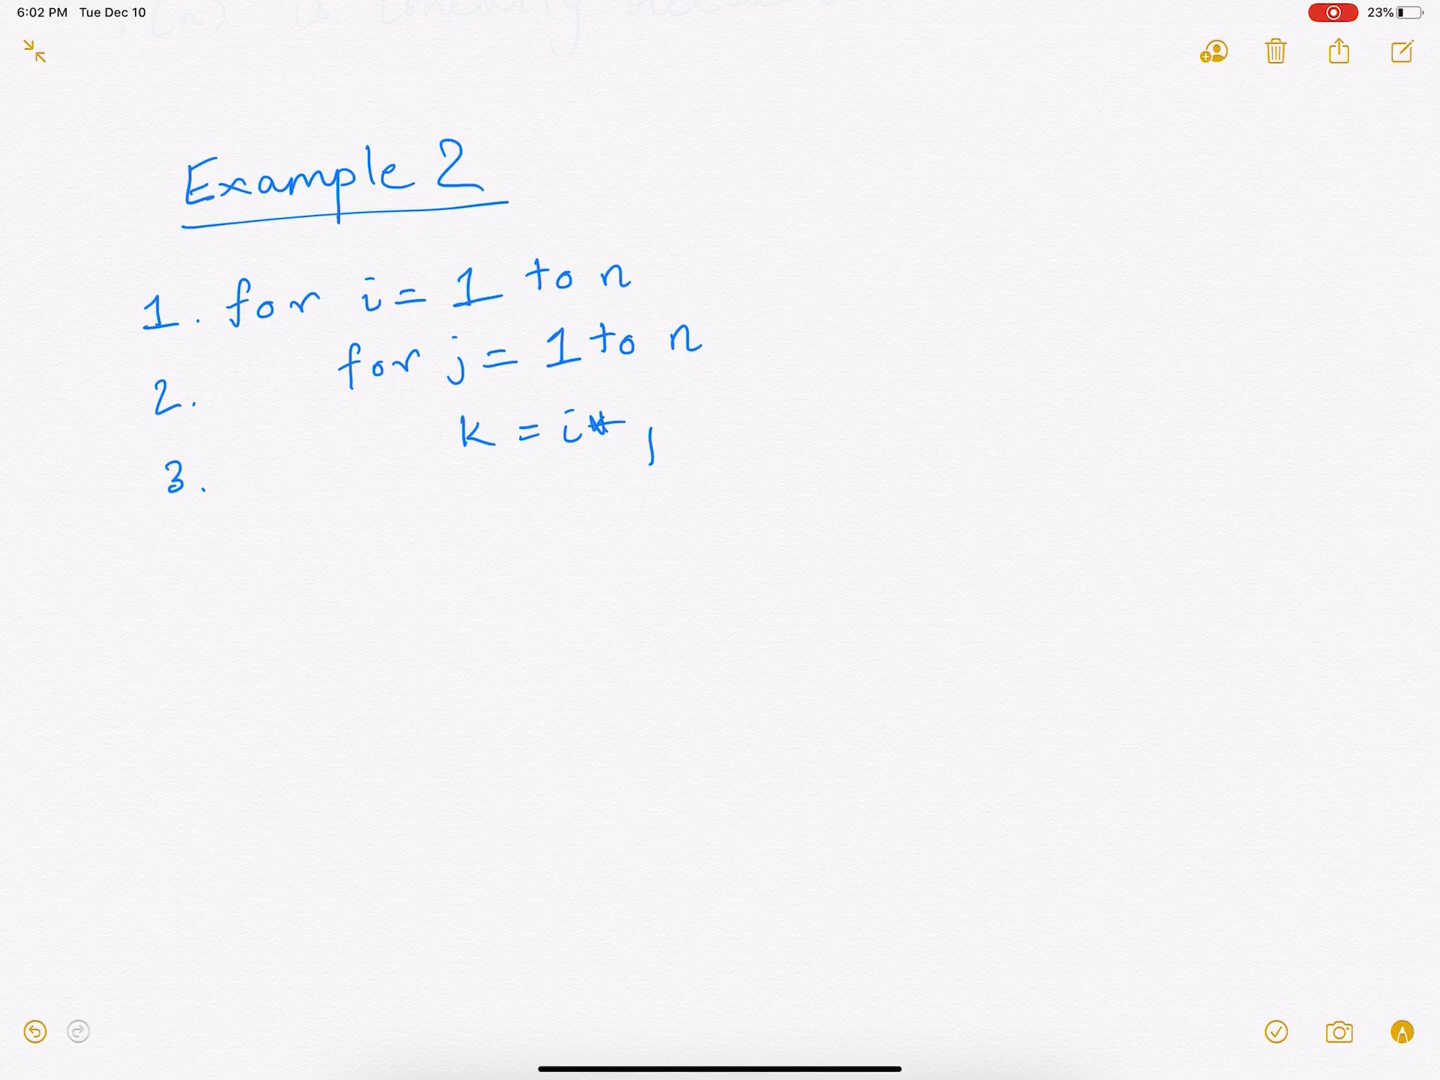 6:02 PM Tue Dec 10
23%
Example 2
1. for i = 1 to n
2. for j = 1 to n
3. k = i * j